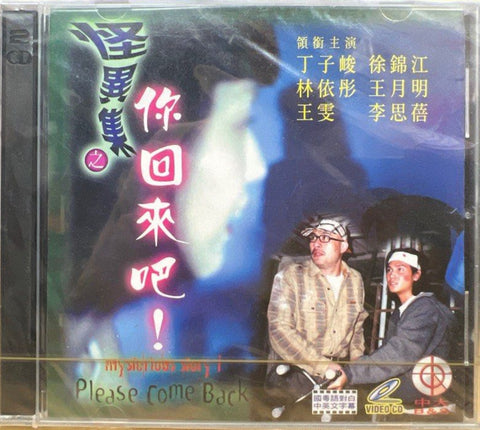 2
CD
怪異集
之
你回來吧！
領銜主演
丁子峻 徐錦江
林依彤 王月明
王雯 李思蓓
Mysterious Story I
Please Come Back
國粵語對白
中英文字幕
VIDEO CD